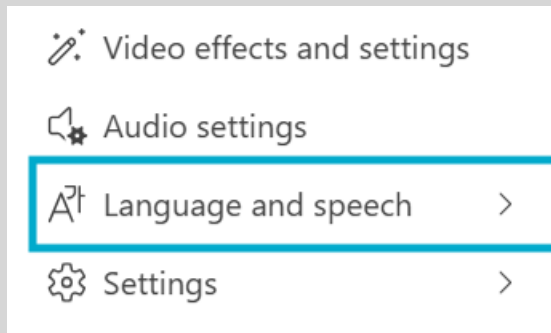 Video effects and settings
Audio settings
Language and speech
Settings